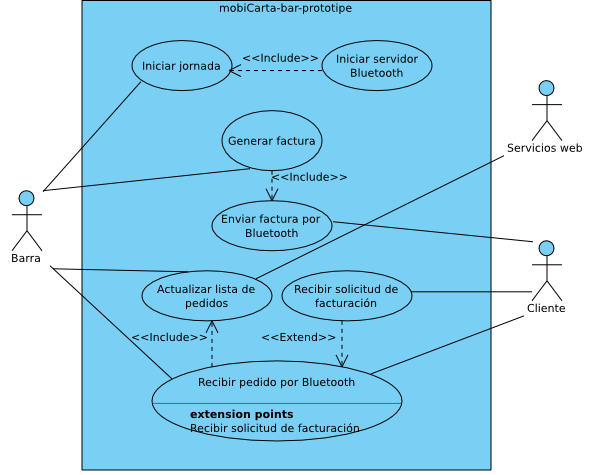 mobiCarta-bar-prototipe
Iniciar jornada
<<Include>>
Iniciar servidor
Bluetooth
Generar factura
<<Include>>
Servicios web
Enviar factura por
Bluetooth
Barra
Actualizar lista de
pedidos
Recibir solicitud de
facturación
Cliente
<<Include>>
<<Extend>>
Recibir pedido por Bluetooth
extension points
Recibir solicitud de facturación